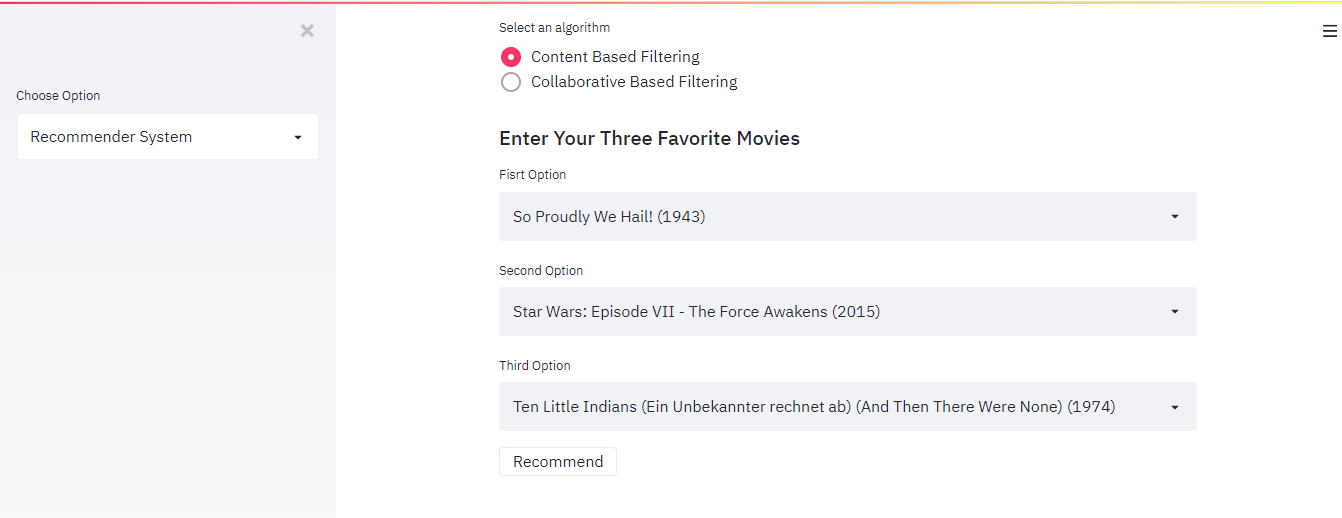 Choose Option
Recommender System
Select an algorithm
Content Based Filtering
Collaborative Based Filtering
Enter Your Three Favorite Movies
Fisrt Option
So Proudly We Hail! (1943)
Second Option
Star Wars: Episode VII - The Force Awakens (2015)
Third Option
Ten Little Indians (Ein Unbekannter rechnet ab) (And Then There Were None) (1974)
Recommend